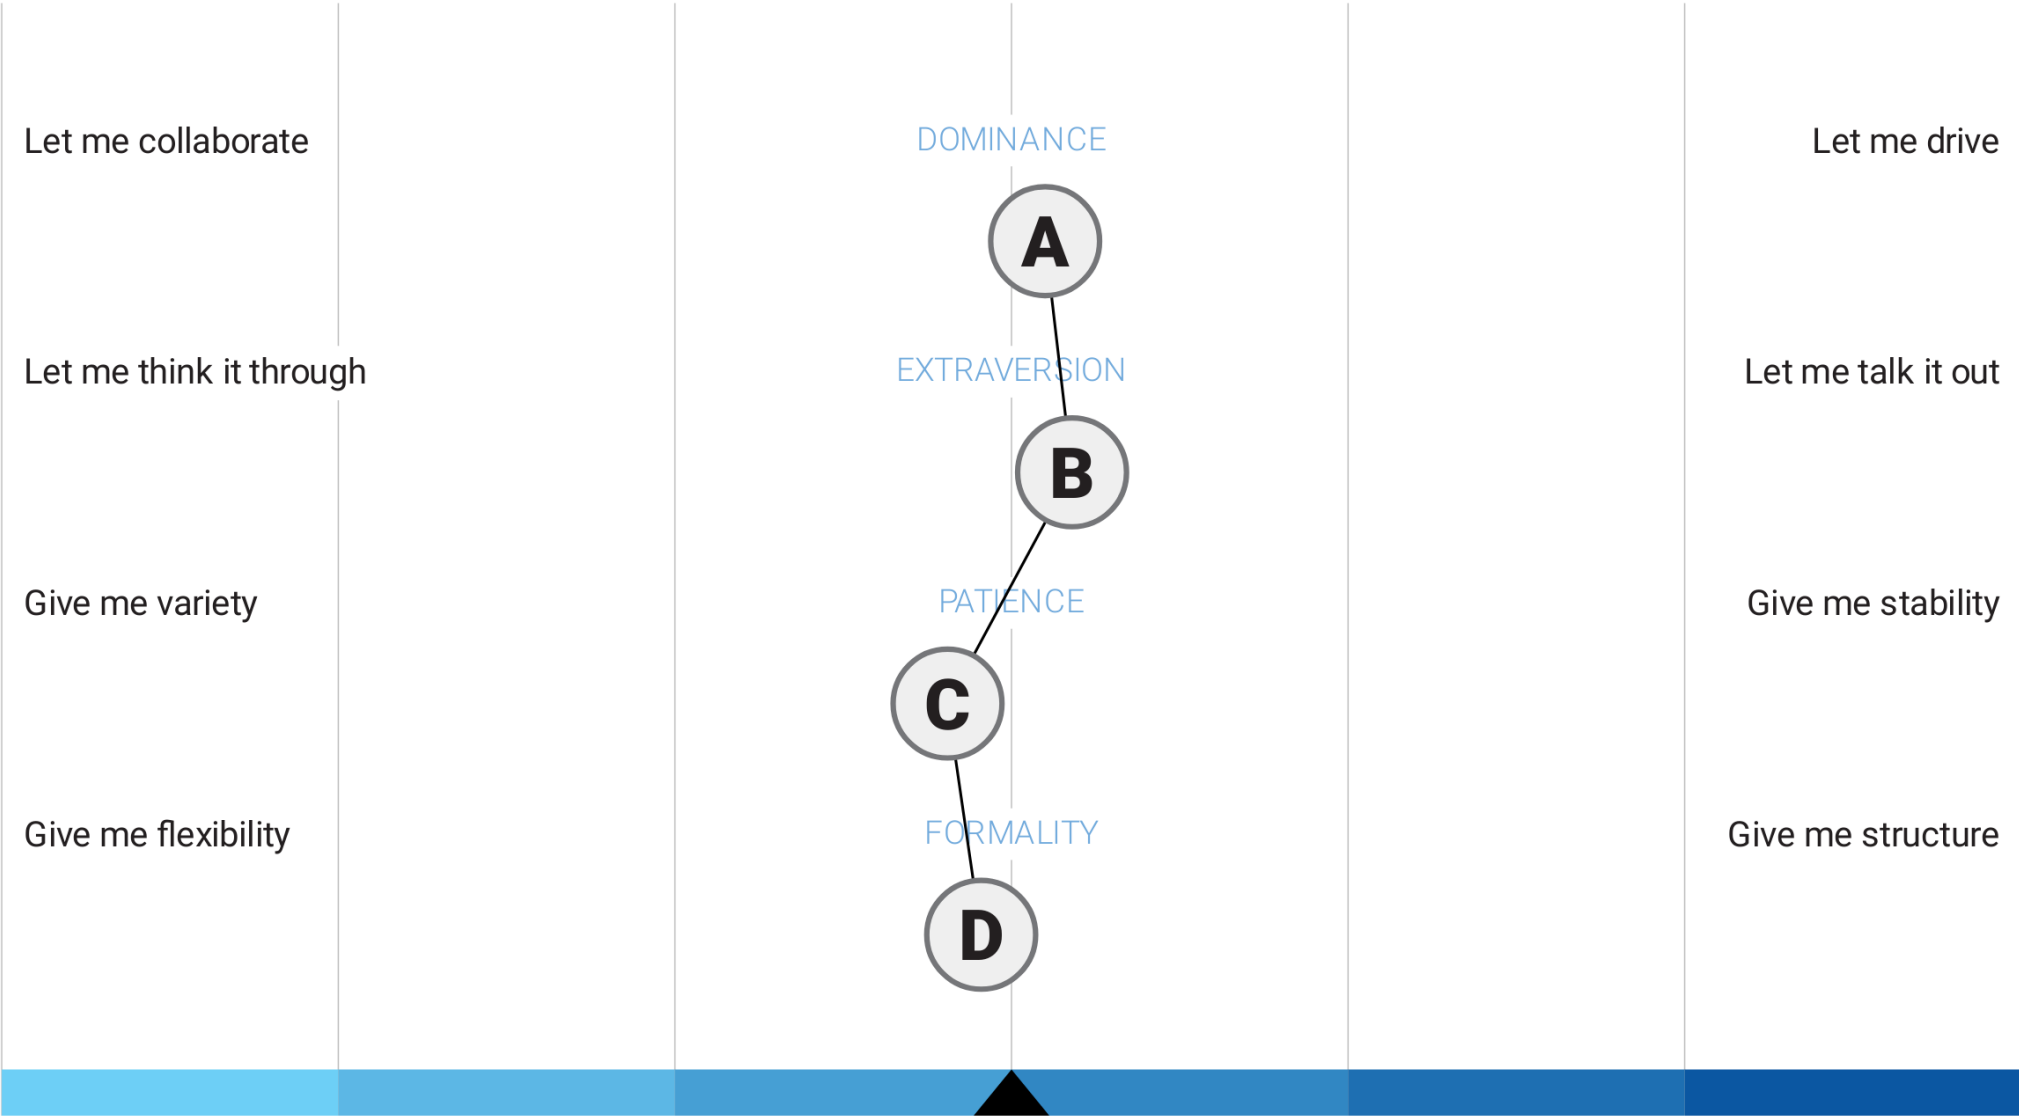 DOMINANCE
Let me collaborate
Let me drive
A
EXTRAVERSION
Let me think it through
Let me talk it out
B
PATIENCE
Give me variety
Give me stability
C
FORMALITY
Give me flexibility
Give me structure
D